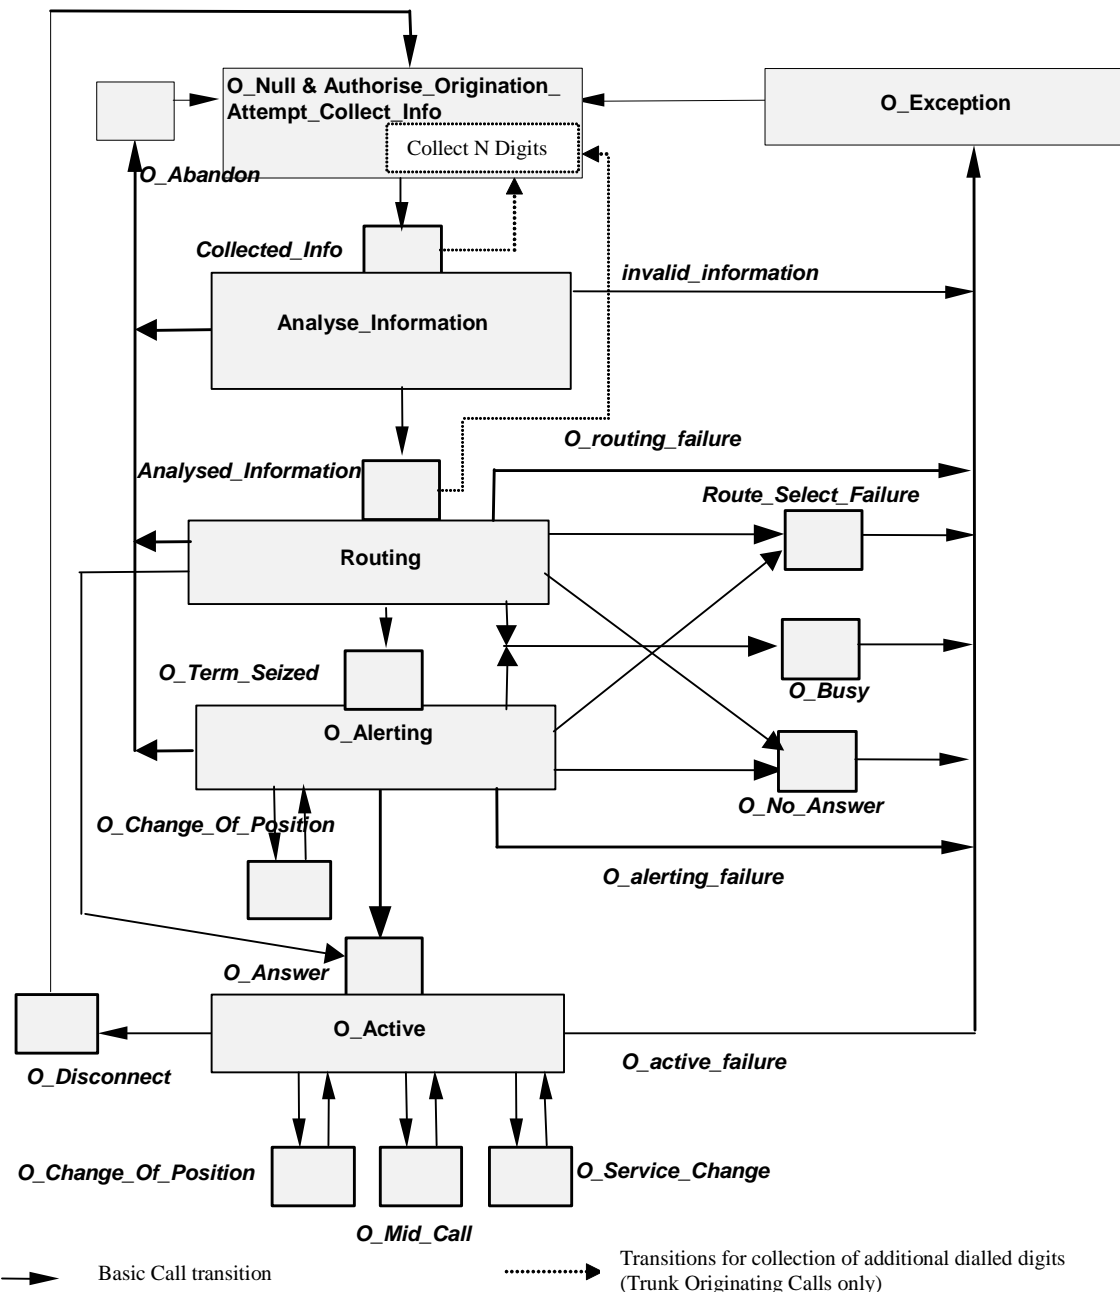 O_Null & Authorise_Origination_
Attempt_Collect_Info
O_Exception
Collect N Digits
O_Abandon
Collected_Info
invalid_information
Analyse_Information
O_routing_failure
Analysed_Information
Route_Select_Failure
Routing
O_Term_Seized
O_Busy
O_Alerting
O_No_Answer
O_Change_Of_Position
O_alerting_failure
O_Answer
O_Active
O_active_failure
O_Disconnect
O_Change_Of_Position
O_Service_Change
O_Mid_Call
Basic Call transition
Transitions for collection of additional dialled digits
(Trunk Originating Calls only)